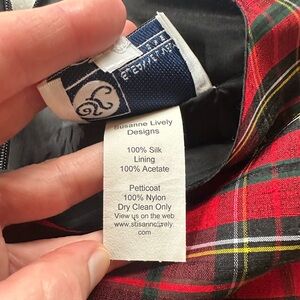 Susanne Lively
Designs
100% Silk
Lining
100% Acetate
Petticoat
100% Nylon
Dry Clean Only
View us on the web
www.susannelively.
com